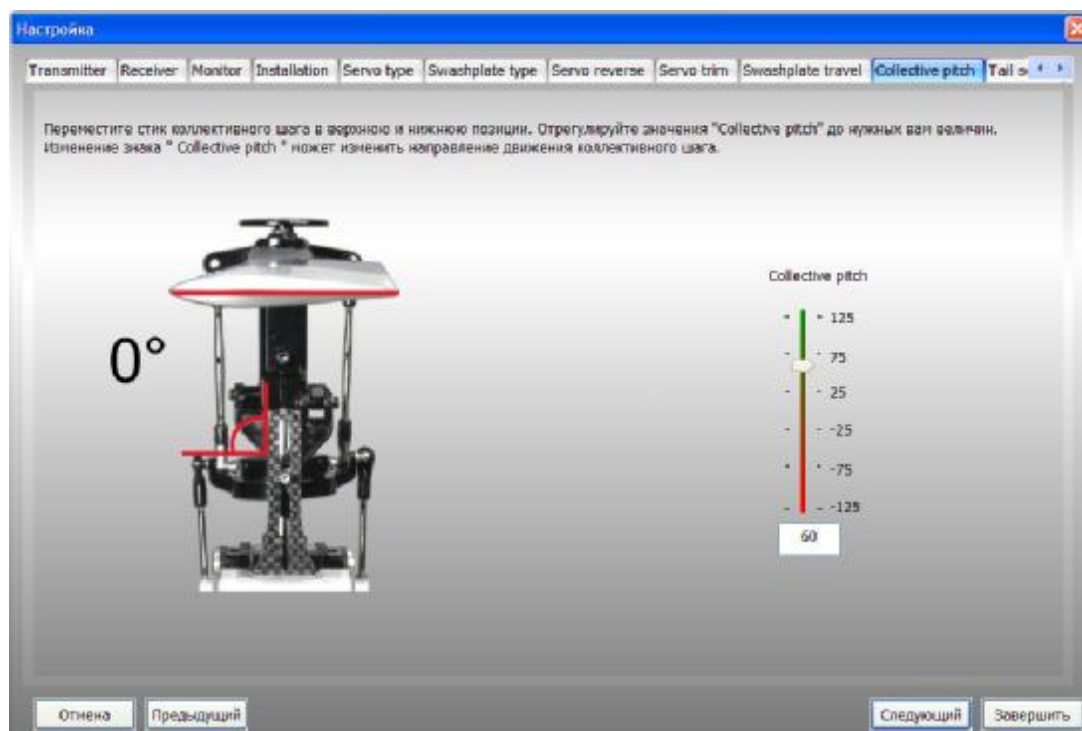 Настройка
Transmitter Receiver Monitor Installation Servo type Swashplate type Servo reverse Servo trim Swashplate travel Collective pitch Tail s
Переместите стик коллективного шага в верхнюю и нижнюю позиции. Отрегулируйте значения "Collective pitch" до нужных вам величин.
Изменение знака " Collective pitch " может изменить направление движения коллективного шага.
0°
Collective pitch
125
75
25
-25
-75
-125
60
Отмена Предыдущий Следующий Завершить